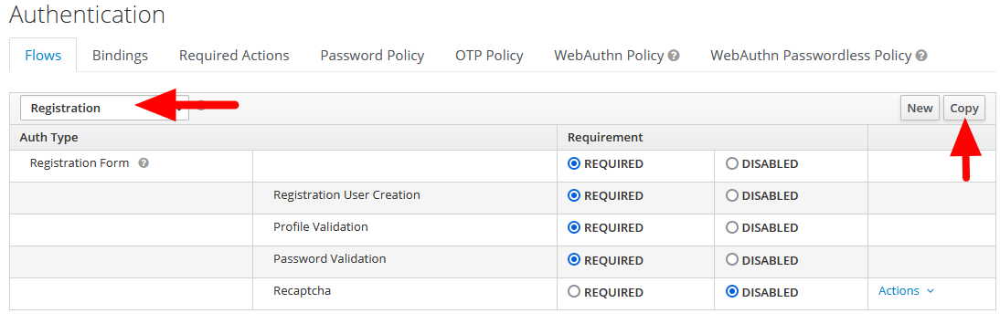 Authentication
Flows Bindings Required Actions Password Policy OTP Policy WebAuthn Policy WebAuthn Passwordless Policy
Registration New Copy
Auth Type Requirement
Registration Form REQUIRED DISABLED
Registration User Creation REQUIRED DISABLED
Profile Validation REQUIRED DISABLED
Password Validation REQUIRED DISABLED
Recaptcha REQUIRED DISABLED Actions